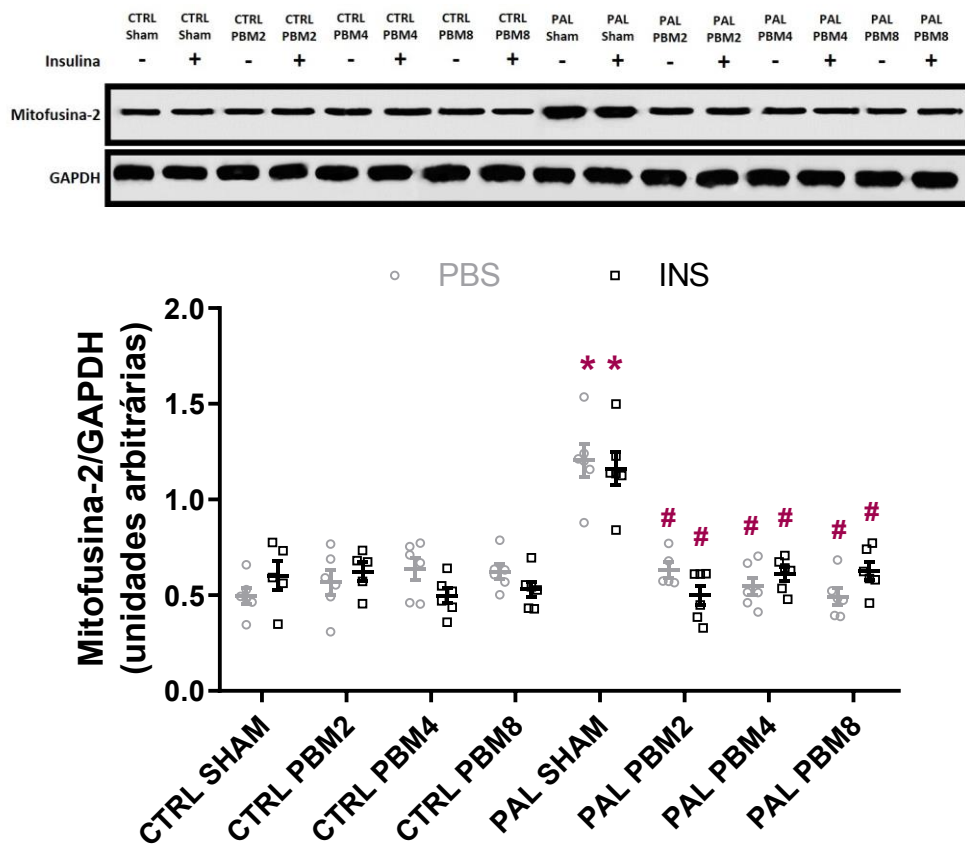 CTRL CTRL CTRL CTRL CTRL CTRL CTRL CTRL PAL PAL PAL PAL PAL PAL PAL PAL
Sham Sham PBM2 PBM2 PBM4 PBM4 PBM8 PBM8 Sham Sham PBM2 PBM2 PBM4 PBM4 PBM8 PBM8
Insulina - + - + - + - + - + - + - + - +
Mitofusina-2
GAPDH
PBS INS
Mitofusina-2/GAPDH
(unidades arbitrárias)
2.0
1.5
1.0
0.5
0.0
* *
# # # # # #
CTRL SHAM
CTRL PBM2
CTRL PBM4
CTRL PBM8
PAL SHAM
PAL PBM2
PAL PBM4
PAL PBM8